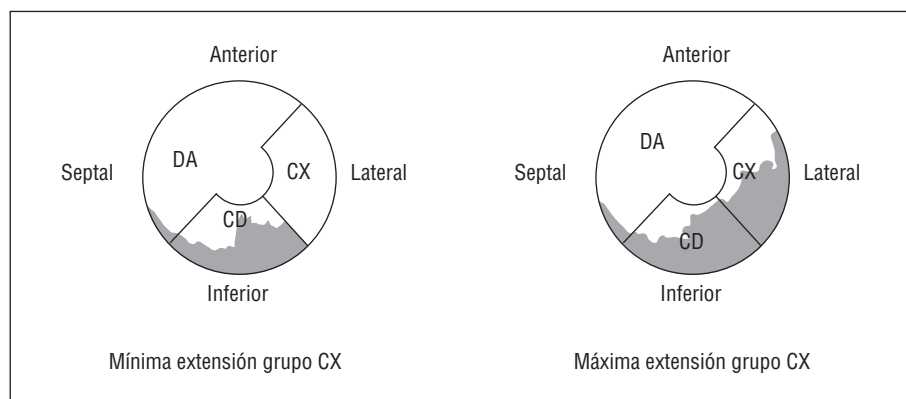 Anterior
DA
Septal
CX
Lateral
CD
Inferior
Mínima extensión grupo CX
Anterior
DA
Septal
CX
Lateral
CD
Inferior
Máxima extensión grupo CX